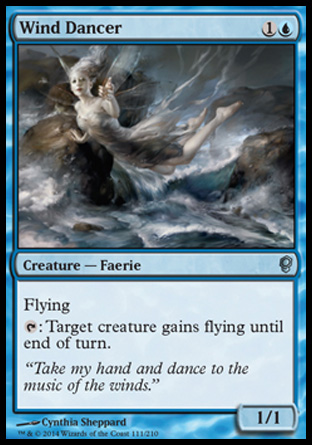 Wind Dancer 1
Creature — Faerie
Flying
: Target creature gains flying until
end of turn.
“Take my hand and dance to the
music of the winds.”
1/1
Cynthia Sheppard
™ & © 2014 Wizards of the Coast 111/210